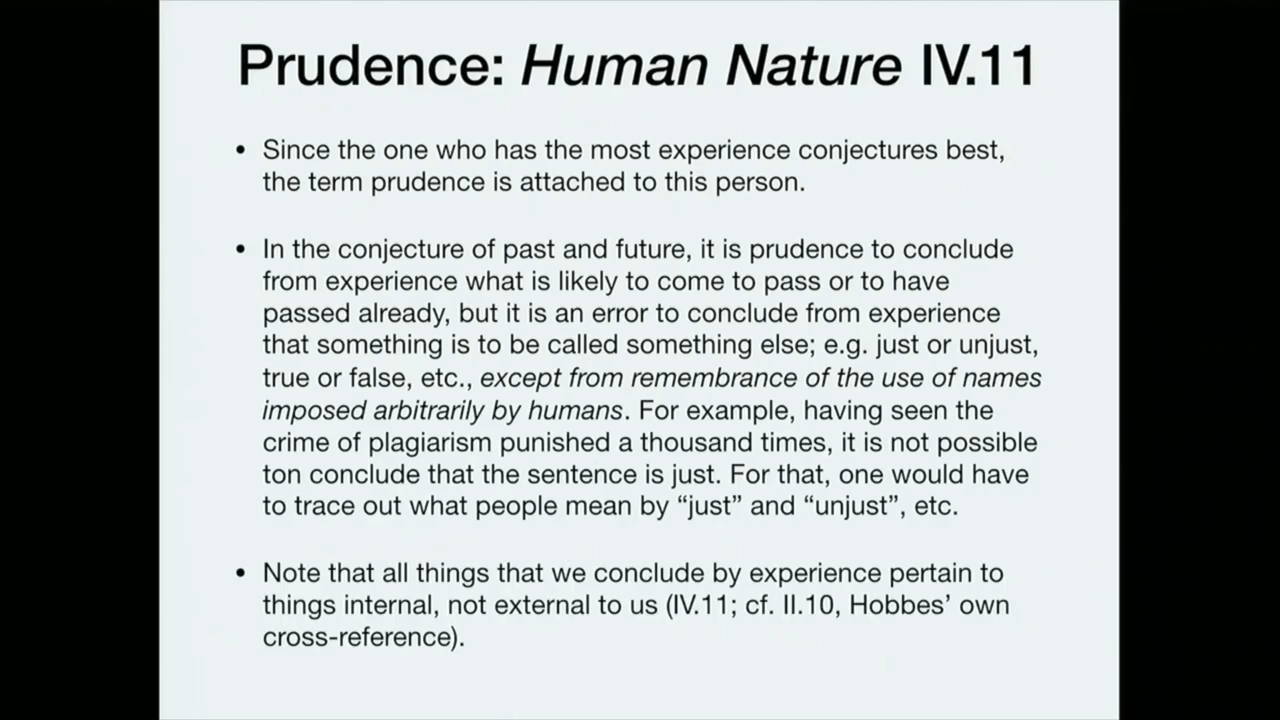 Prudence: Human Nature IV.11
• Since the one who has the most experience conjectures best,
the term prudence is attached to this person.
• In the conjecture of past and future, it is prudence to conclude
from experience what is likely to come to pass or to have
passed already, but it is an error to conclude from experience
that something is to be called something else; e.g. just or unjust,
true or false, etc., except from remembrance of the use of names
imposed arbitrarily by humans. For example, having seen the
crime of plagiarism punished a thousand times, it is not possible
ton conclude that the sentence is just. For that, one would have
to trace out what people mean by “just” and “unjust”, etc.
• Note that all things that we conclude by experience pertain to
things internal, not external to us (IV.11; cf. II.10, Hobbes’ own
cross-reference).